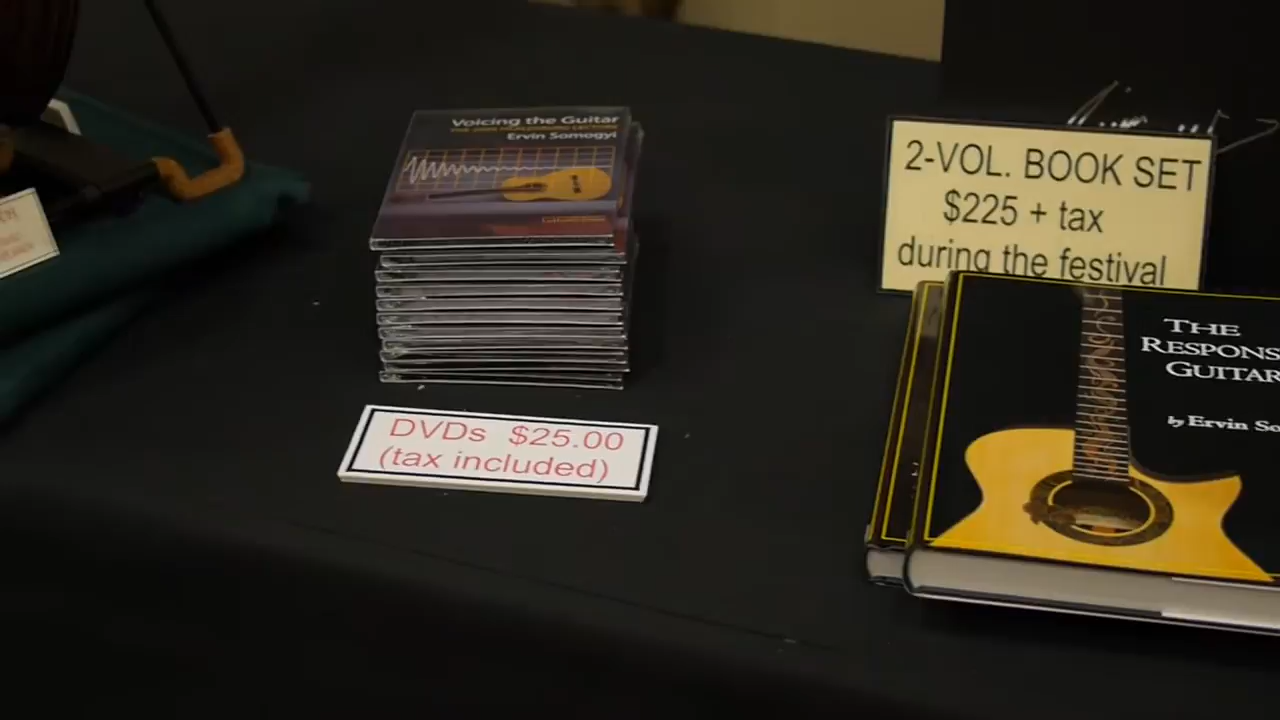 Voicing the Guitar
Ervin Somogyi
DVDs $25.00
(tax included)
2-VOL. BOOK SET
$225 + tax
during the festival
THE
RESPONS
GUITAR
by Ervin So